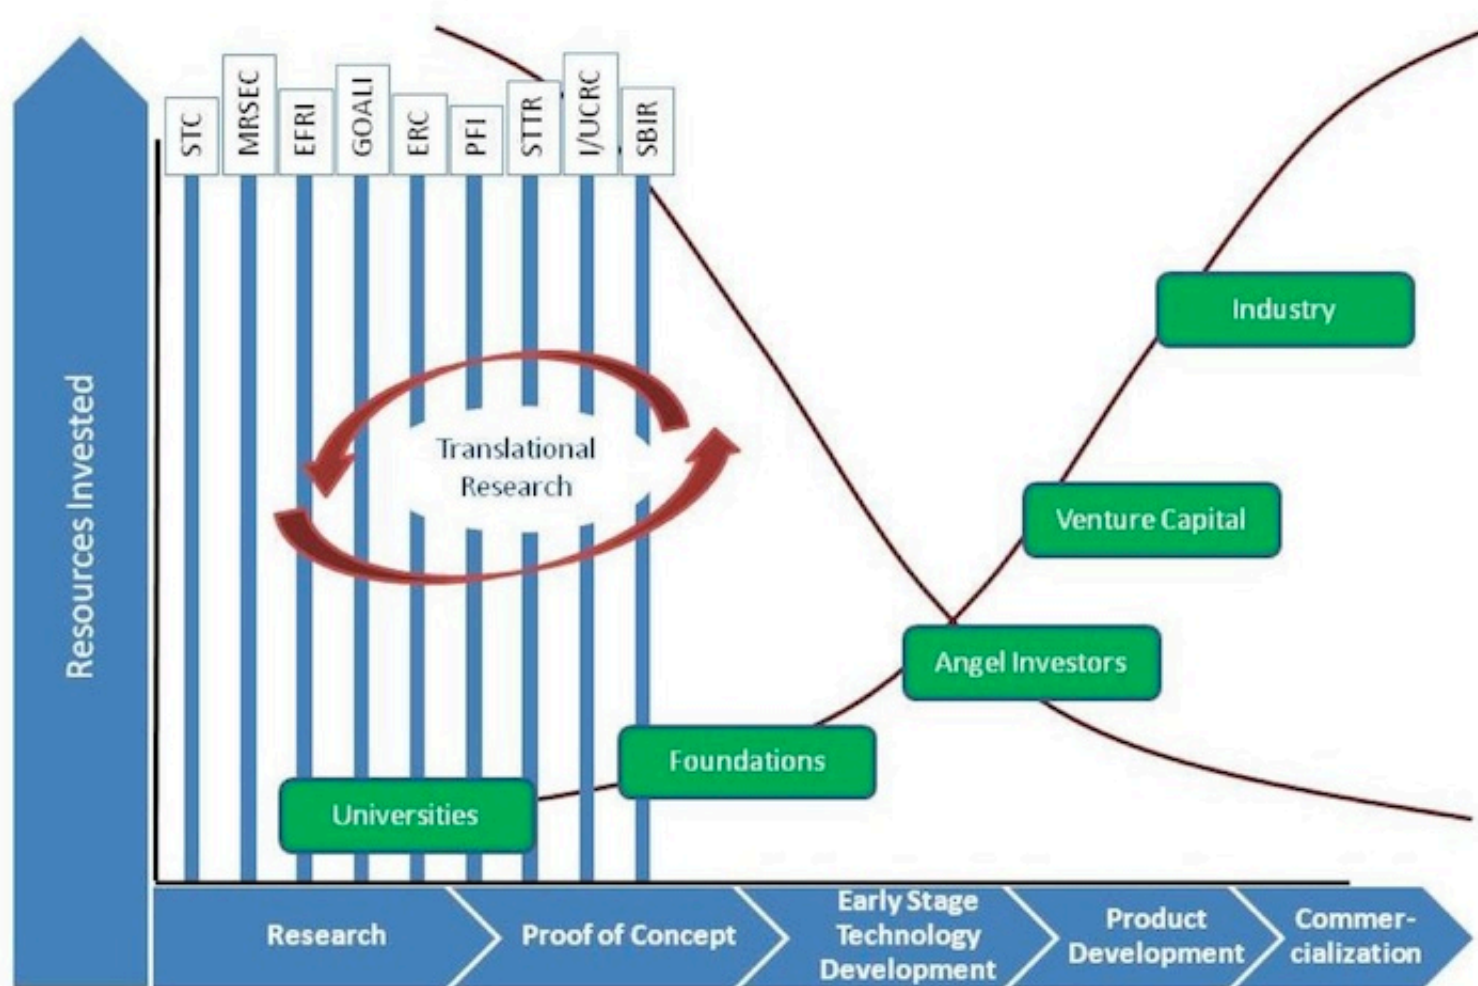 STC
MRSEC
EFRI
GOALI
ERC
PFI
STTR
I/UCRC
SBIR
Resources Invested
Translational
Research
Industry
Venture Capital
Angel Investors
Foundations
Universities
Research
Proof of Concept
Early Stage
Technology
Development
Product
Development
Commer-
cialization